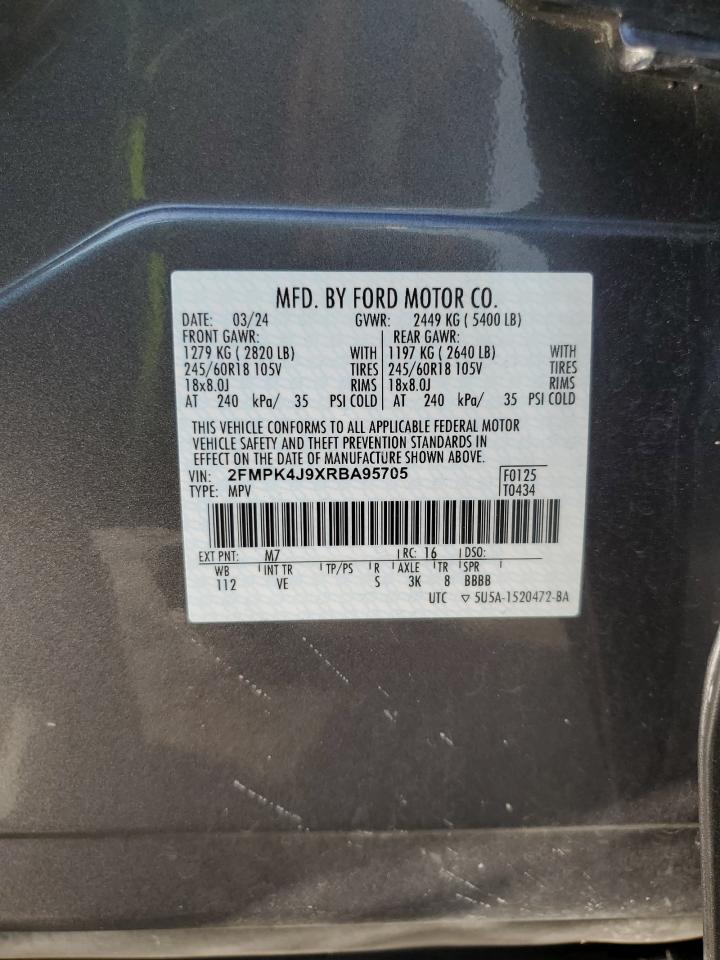 MFD. BY FORD MOTOR CO.
DATE: 03/24 GVWR: 2449 KG ( 5400 LB)
FRONT GAWR: REAR GAWR:
1279 KG ( 2820 LB) WITH 1197 KG ( 2640 LB) WITH
245/60R18 105V TIRES 245/60R18 105V TIRES
18x8.0J RIMS 18x8.0J RIMS
AT 240 kPa/ 35 PSI COLD AT 240 kPa/ 35 PSI COLD
THIS VEHICLE CONFORMS TO ALL APPLICABLE FEDERAL MOTOR
VEHICLE SAFETY AND THEFT PREVENTION STANDARDS IN
EFFECT ON THE DATE OF MANUFACTURE SHOWN ABOVE.
VIN: 2FMPK4J9XRBA95705 F0125
TYPE: MPV T0434
EXT PNT: M7 RC: 16 DSO:
WB INT TR TP/PS R AXLE TR SPR
112 VE S 3K 8 BBBB
UTC ▽ 5U5A-1520472-BA